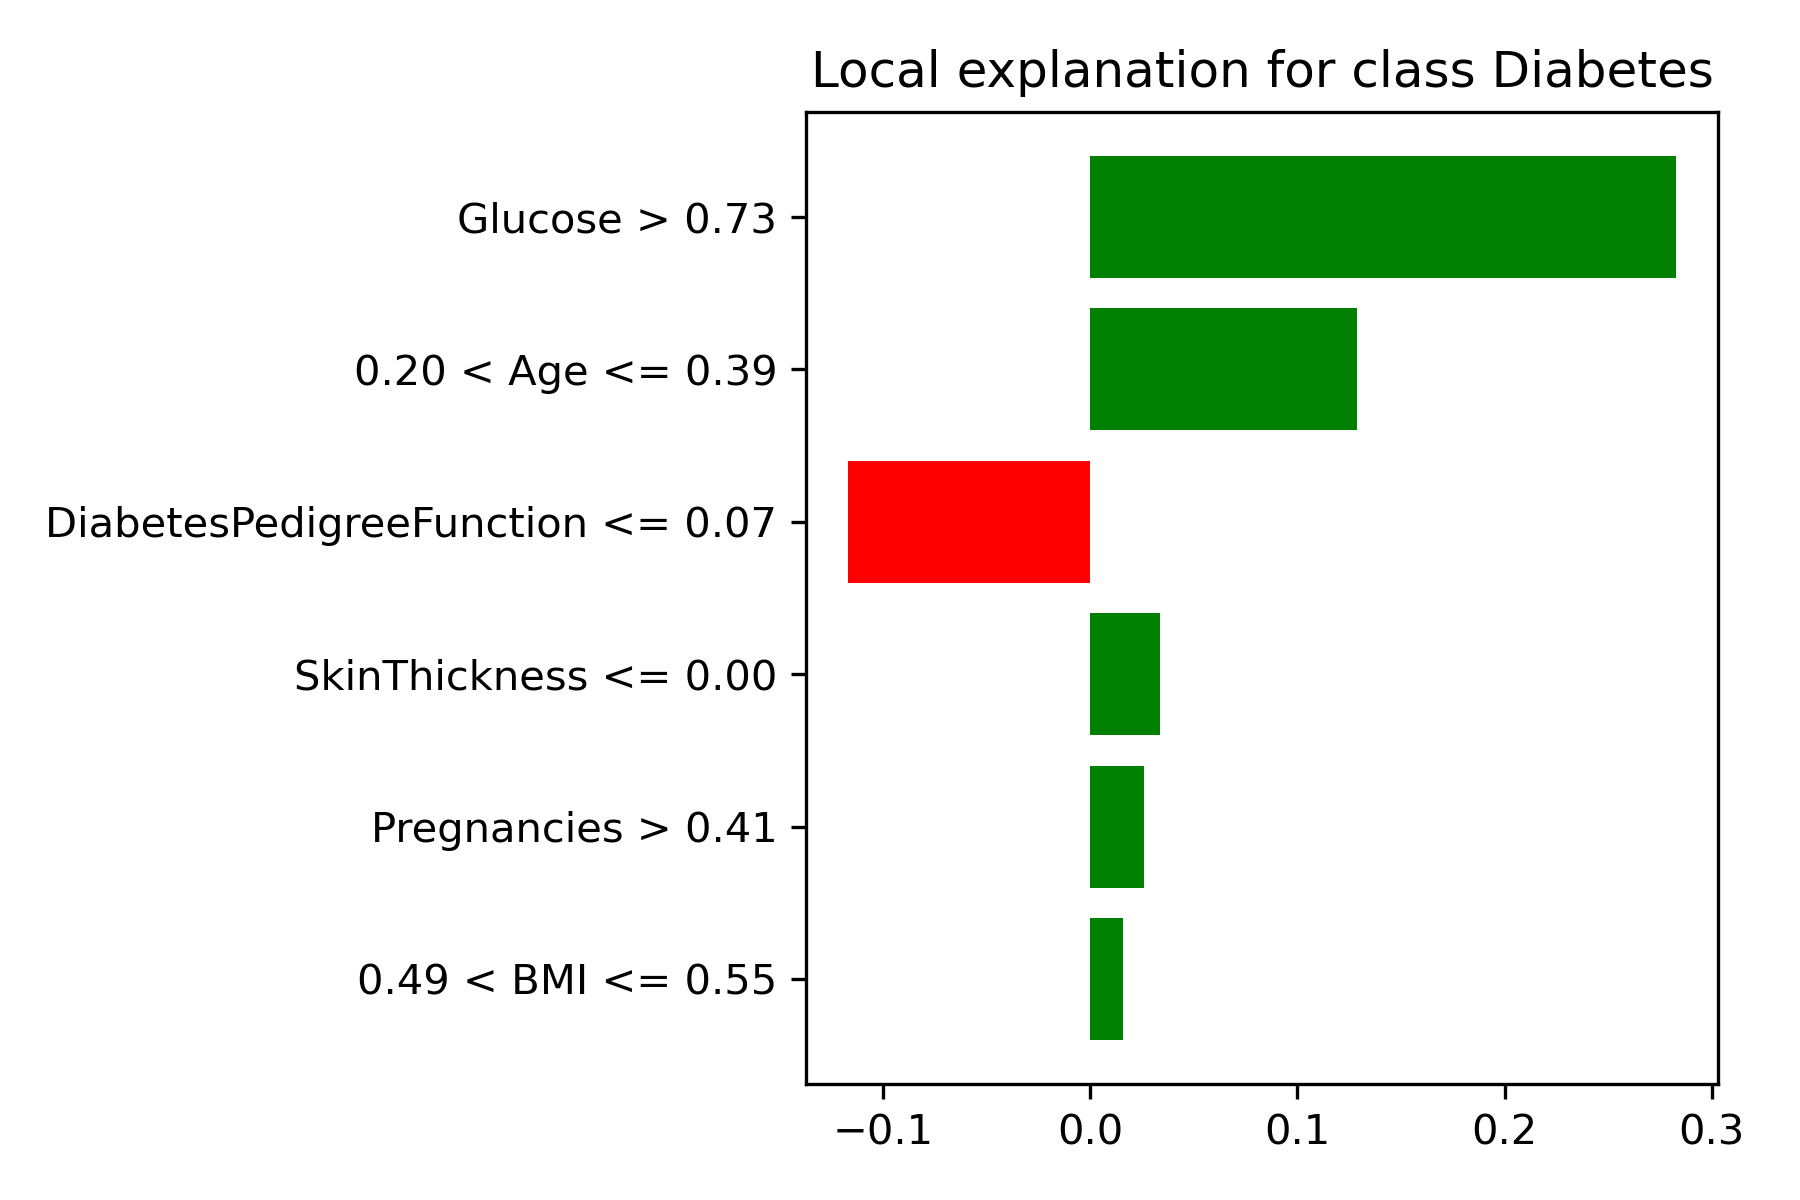 Local explanation for class Diabetes
Glucose > 0.73
0.20 < Age <= 0.39
DiabetesPedigreeFunction <= 0.07
SkinThickness <= 0.00
Pregnancies > 0.41
0.49 < BMI <= 0.55
−0.1 0.0 0.1 0.2 0.3